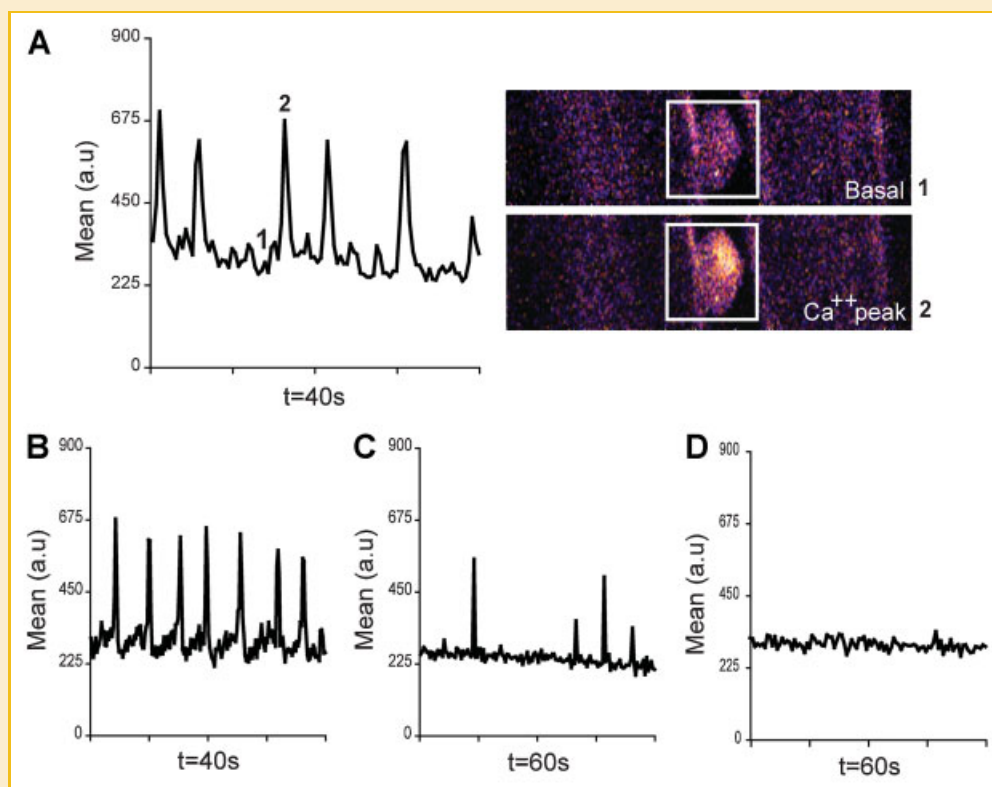 A
900
675
450
225
0
Mean (a.u)
1
2
t=40s
Basal 1
Ca++ peak 2
B
900
675
450
225
0
Mean (a.u)
t=40s
C
900
675
450
225
0
Mean (a.u)
t=60s
D
900
675
450
225
0
Mean (a.u)
t=60s